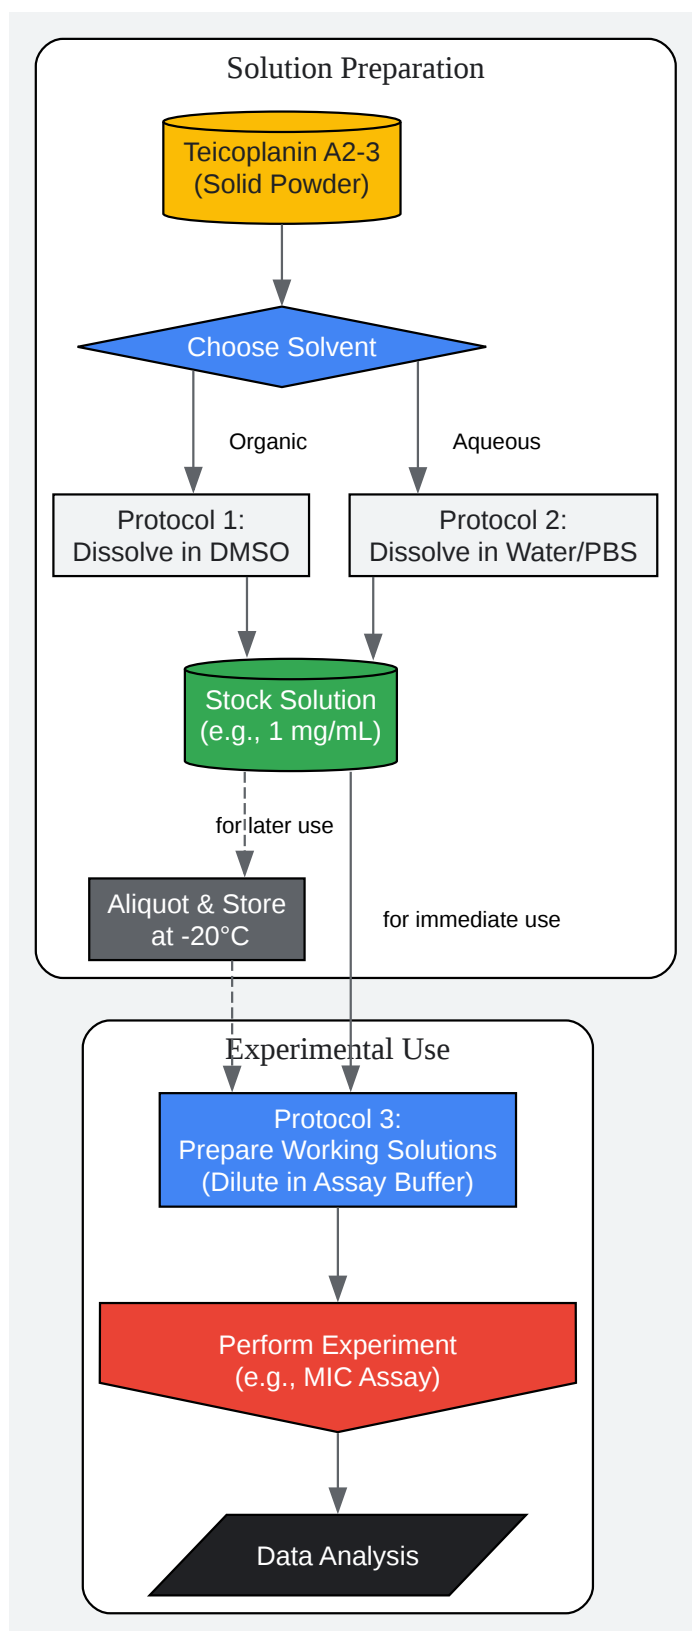 Solution Preparation
Teicoplanin A2-3
(Solid Powder)
Choose Solvent
Organic
Aqueous
Protocol 1:
Dissolve in DMSO
Protocol 2:
Dissolve in Water/PBS
Stock Solution
(e.g., 1 mg/mL)
for later use
Aliquot & Store
at -20°C
for immediate use
Experimental Use
Protocol 3:
Prepare Working Solutions
(Dilute in Assay Buffer)
Perform Experiment
(e.g., MIC Assay)
Data Analysis